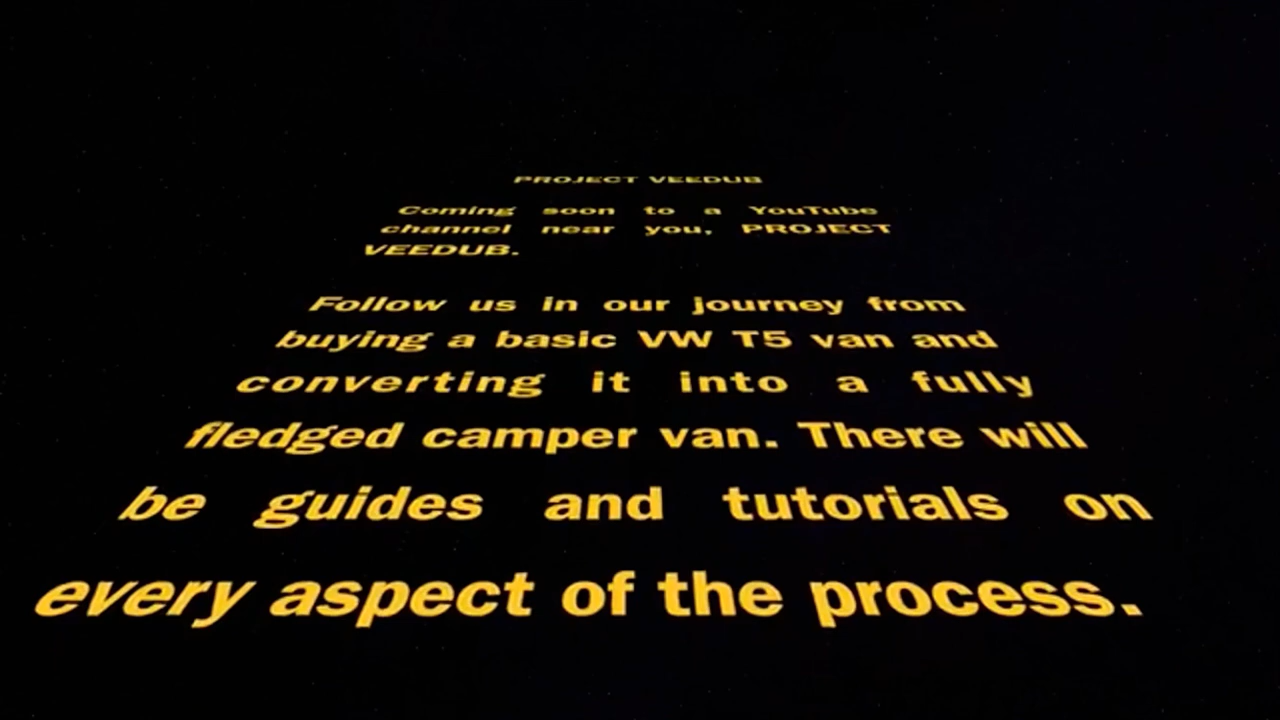 PROJECT VEEDUB
Coming soon to a YouTube
channel near you, PROJECT
VEEDUB.
Follow us in our journey from
buying a basic VW T5 van and
converting it into a fully
fledged camper van. There will
be guides and tutorials on
every aspect of the process.